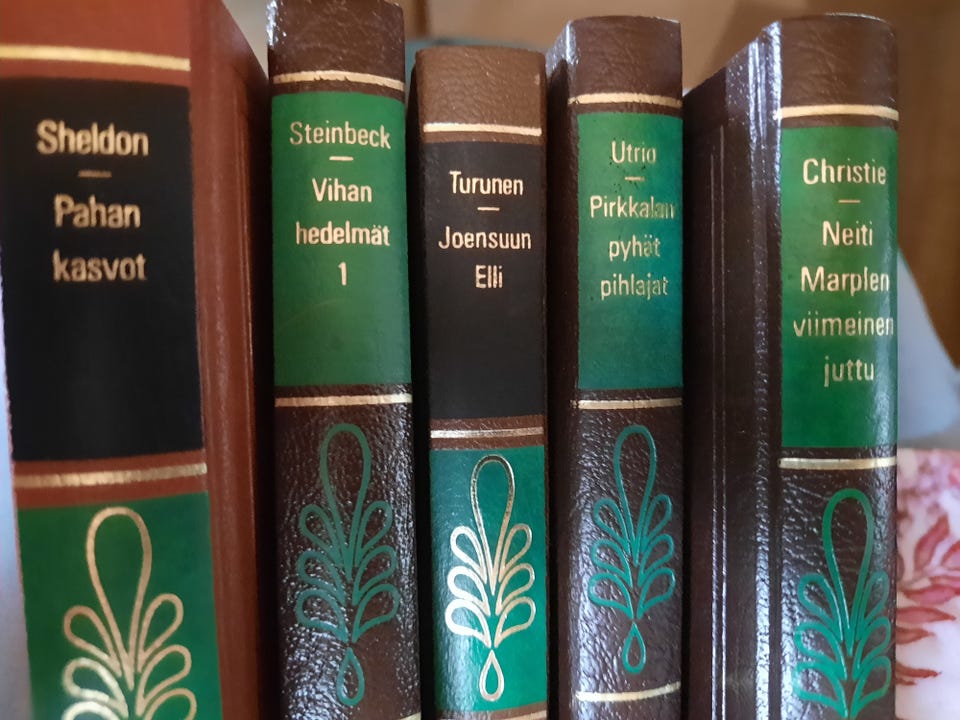 Sheldon
Pahan
kasvot
Steinbeck
Vihan
hedelmät
1
Turunen
Joensuun
Elli
Utrio
Pirkkalan
pyhät
pihlajat
Christie
Neiti
Marplen
viimeinen
juttu